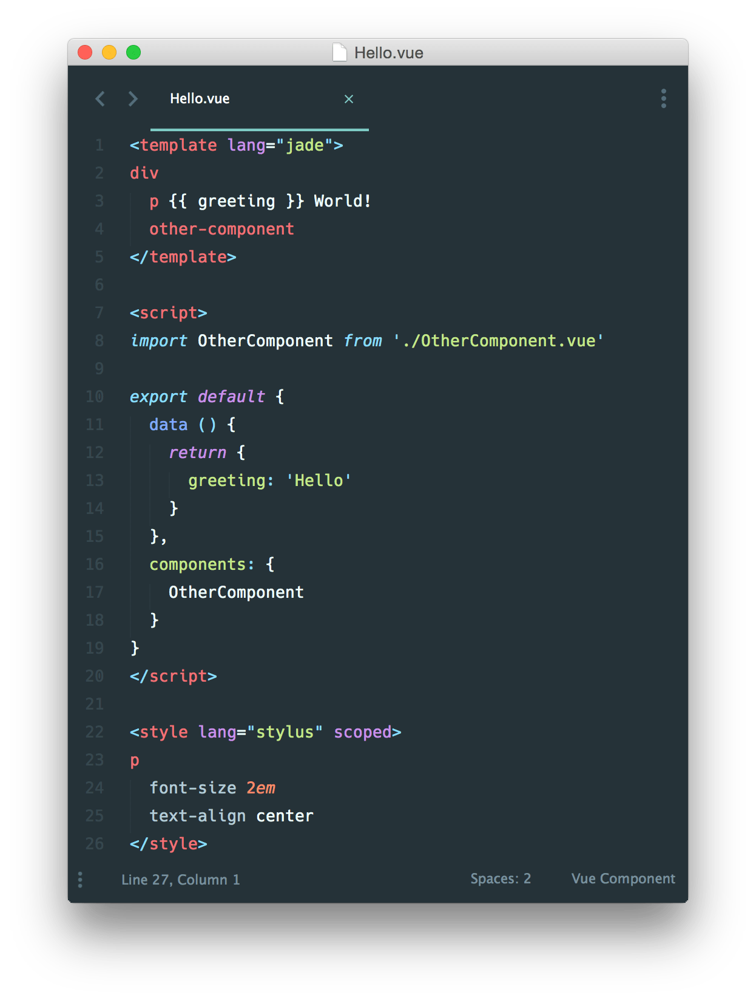 Hello.vue
Hello.vue ×
1 <template lang="jade">
2 div
3   p {{ greeting }} World!
4   other-component
5 </template>
6
7 <script>
8 import OtherComponent from './OtherComponent.vue'
9
10 export default {
11   data () {
12     return {
13       greeting: 'Hello'
14     }
15   },
16   components: {
17     OtherComponent
18   }
19 }
20 </script>
21
22 <style lang="stylus" scoped>
23 p
24   font-size 2em
25   text-align center
26 </style>
Line 27, Column 1 Spaces: 2 Vue Component